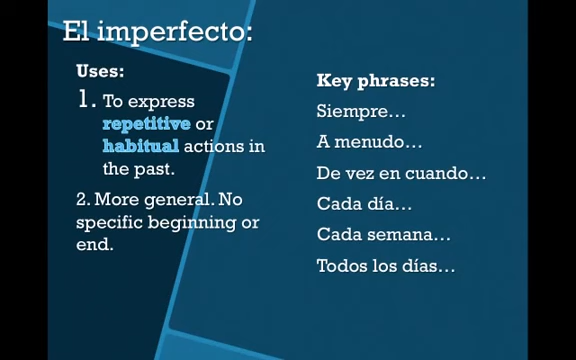 El imperfecto:
Uses:
1. To express
repetitive or
habitual actions in
the past.
2. More general. No
specific beginning or
end.
Key phrases:
Siempre…
A menudo…
De vez en cuando…
Cada día…
Cada semana…
Todos los días…